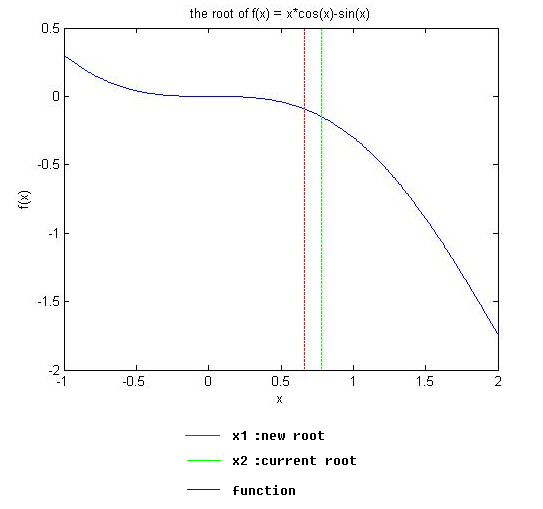 the root of f(x) = x*cos(x)-sin(x)
0.5
0
-0.5
-1
-1.5
-2
f(x)
-1 -0.5 0 0.5 1 1.5 2
x
x1 :new root
x2 :current root
function